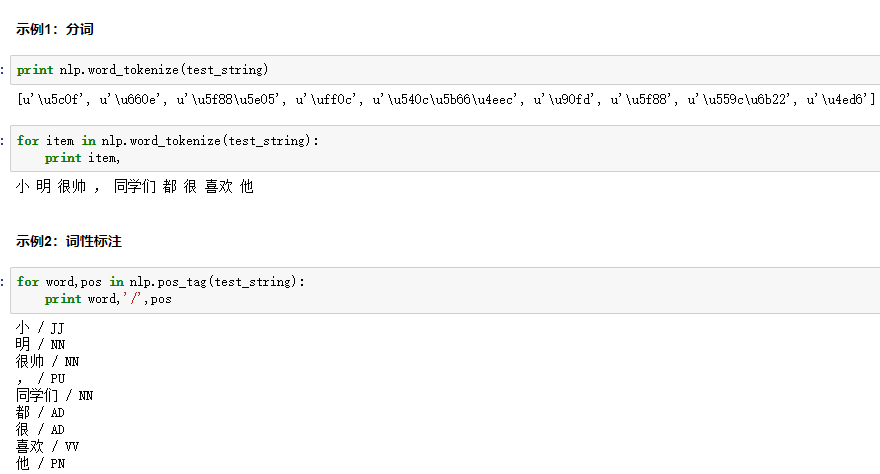 示例1：分词
: print nlp.word_tokenize(test_string)
[u'\u5c0f', u'\u660e', u'\u5f88\u5e05', u'\uff0c', u'\u540c\u5b66\u4eec', u'\u90fd', u'\u5f88', u'\u559c\u6b22', u'\u4ed6']
: for item in nlp.word_tokenize(test_string):
    print item,
小 明 很帅 ， 同学们 都 很 喜欢 他
示例2：词性标注
: for word,pos in nlp.pos_tag(test_string):
    print word,'/',pos
小 / JJ
明 / NN
很帅 / NN
， / PU
同学们 / NN
都 / AD
很 / AD
喜欢 / VV
他 / PN